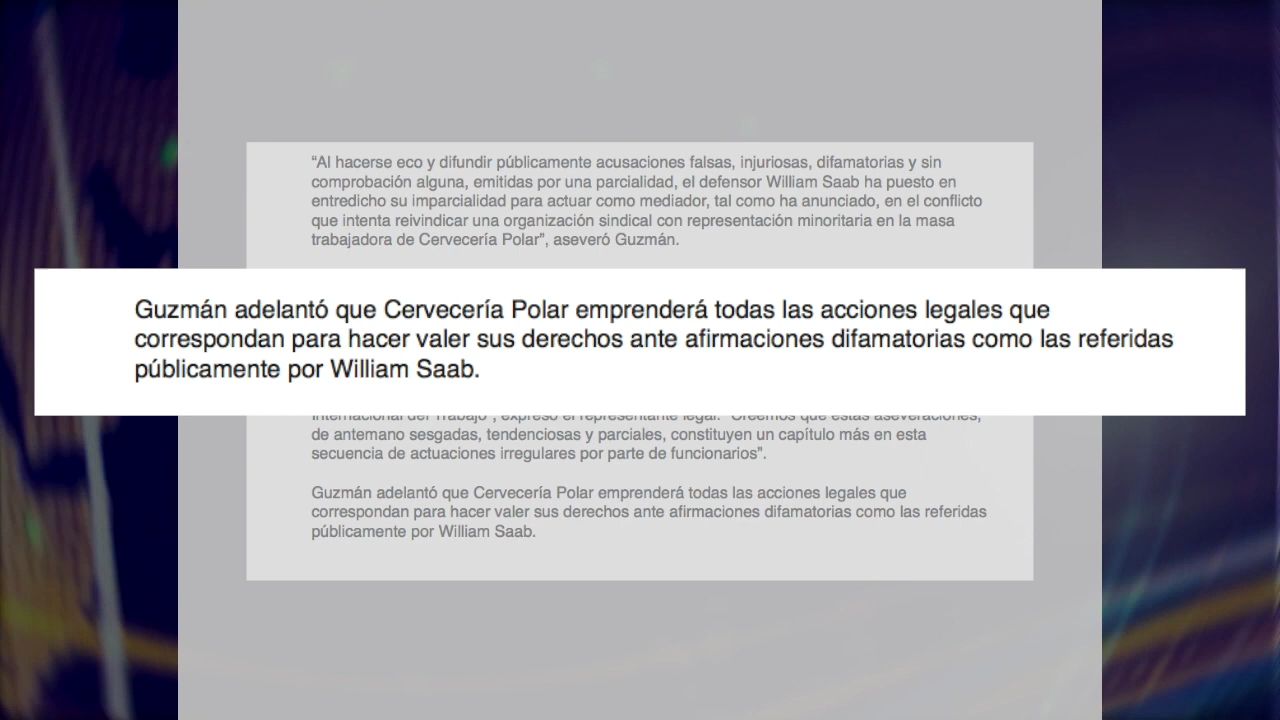 “Al hacerse eco y difundir públicamente acusaciones falsas, injuriosas, difamatorias y sin
comprobación alguna, emitidas por una parcialidad, el defensor William Saab ha puesto en
entredicho su imparcialidad para actuar como mediador, tal como ha anunciado, en el conflicto
que intenta reivindicar una organización sindical con representación minoritaria en la masa
trabajadora de Cervecería Polar”, aseveró Guzmán.
Guzmán adelantó que Cervecería Polar emprenderá todas las acciones legales que
correspondan para hacer valer sus derechos ante afirmaciones difamatorias como las referidas
públicamente por William Saab.
Internacional del Trabajo”, expresó el representante legal. “Creemos que estas aseveraciones,
de antemano sesgadas, tendenciosas y parciales, constituyen un capítulo más en esta
secuencia de actuaciones irregulares por parte de funcionarios”.
Guzmán adelantó que Cervecería Polar emprenderá todas las acciones legales que
correspondan para hacer valer sus derechos ante afirmaciones difamatorias como las referidas
públicamente por William Saab.